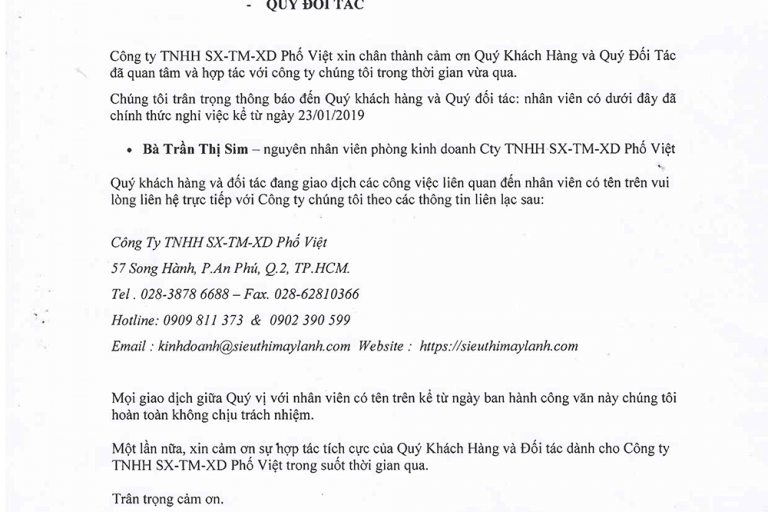 - QUÝ ĐỐI TÁC
Công ty TNHH SX-TM-XD Phố Việt xin chân thành cảm ơn Quý Khách Hàng và Quý Đối Tác
đã quan tâm và hợp tác với công ty chúng tôi trong thời gian vừa qua.
Chúng tôi trân trọng thông báo đến Quý khách hàng và Quý đối tác: nhân viên có dưới đây đã
chính thức nghỉ việc kể từ ngày 23/01/2019
• Bà Trần Thị Sim – nguyên nhân viên phòng kinh doanh Cty TNHH SX-TM-XD Phố Việt
Quý khách hàng và đối tác đang giao dịch các công việc liên quan đến nhân viên có tên trên vui
lòng liên hệ trực tiếp với Công ty chúng tôi theo các thông tin liên lạc sau:
Công Ty TNHH SX-TM-XD Phố Việt
57 Song Hành, P.An Phú, Q.2, TP.HCM.
Tel . 028-3878 6688 – Fax. 028-62810366
Hotline: 0909 811 373 & 0902 390 599
Email : kinhdoanh@sieuthimaylanh.com Website : https://sieuthimaylanh.com
Mọi giao dịch giữa Quý vị với nhân viên có tên trên kể từ ngày ban hành công văn này chúng tôi
hoàn toàn không chịu trách nhiệm.
Một lần nữa, xin cảm ơn sự hợp tác tích cực của Quý Khách Hàng và Đối tác dành cho Công ty
TNHH SX-TM-XD Phố Việt trong suốt thời gian qua.
Trân trọng cảm ơn.